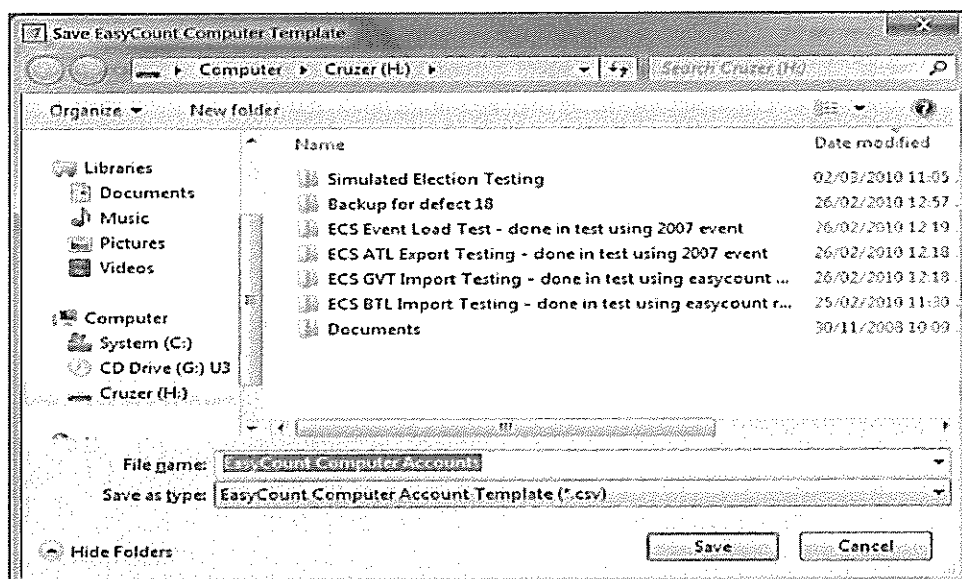 Save EasyCount Computer Template
Computer Cruzer (H:) Search Cruzer (H:)
Organize New folder
Name Date modified
Libraries
Documents
Music
Pictures
Videos
Computer
System (C:)
CD Drive (G:) U3
Cruzer (H:)
Simulated Election Testing 02/03/2010 11:05
Backup for defect 18 26/02/2010 12:57
ECS Event Load Test - done in test using 2007 event 26/02/2010 12:19
ECS ATL Export Testing - done in test using 2007 event 26/02/2010 12:18
ECS GVT Import Testing - done in test using easycount ... 26/02/2010 12:18
ECS BTL Import Testing - done in test using easycount r... 25/02/2010 11:30
Documents 30/11/2008 10:09
File name: EasyCount Computer Accounts
Save as type: EasyCount Computer Account Template (*.csv)
Hide Folders Save Cancel